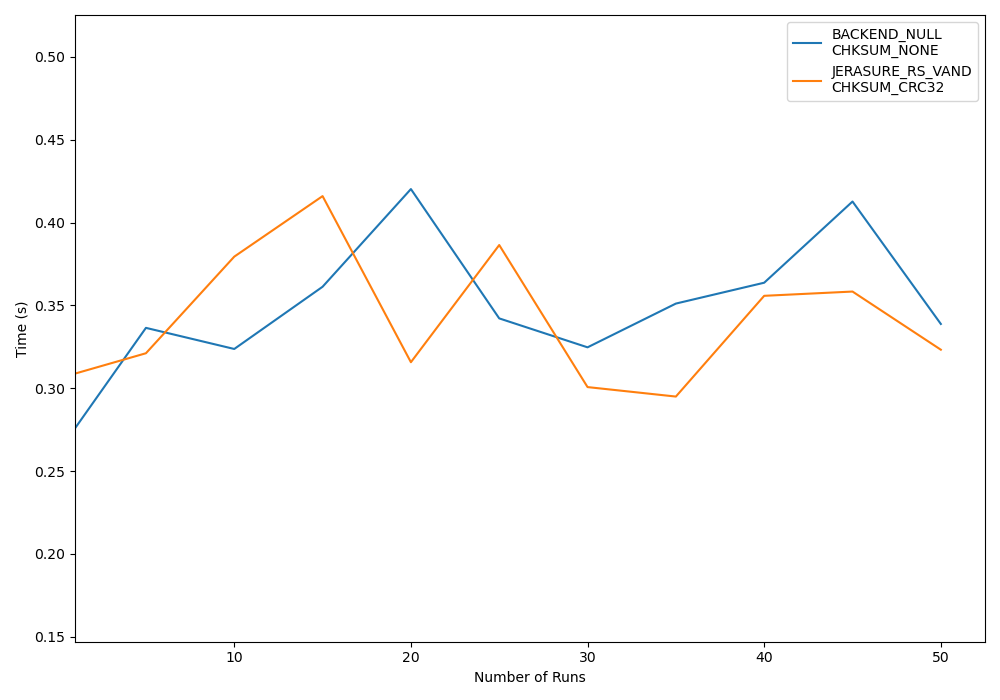 BACKEND_NULL
CHKSUM_NONE
JERASURE_RS_VAND
CHKSUM_CRC32
0.50
0.45
0.40
0.35
0.30
0.25
0.20
0.15
Time (s)
10 20 30 40 50
Number of Runs